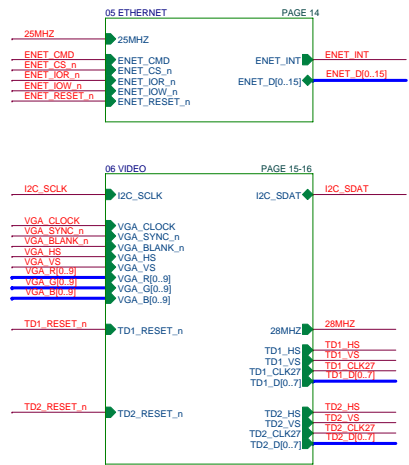 05 ETHERNET PAGE 14
25MHZ 25MHZ
ENET_INT ENET_INT
ENET_CMD ENET_CMD
ENET_CS_n ENET_CS_n
ENET_IOR_n ENET_IOR_n ENET_D[0..15] ENET_D[0..15]
ENET_IOW_n ENET_IOW_n
ENET_RESET_n ENET_RESET_n
06 VIDEO PAGE 15-16
I2C_SCLK I2C_SCLK I2C_SDAT I2C_SDAT
VGA_CLOCK VGA_CLOCK
VGA_SYNC_n VGA_SYNC_n
VGA_BLANK_n VGA_BLANK_n
VGA_HS VGA_HS
VGA_VS VGA_VS
VGA_R[0..9] VGA_R[0..9]
VGA_G[0..9] VGA_G[0..9]
VGA_B[0..9] VGA_B[0..9]
TD1_RESET_n TD1_RESET_n 28MHZ 28MHZ
TD1_HS TD1_HS
TD1_VS TD1_VS
TD1_CLK27 TD1_CLK27
TD1_D[0..7] TD1_D[0..7]
TD2_RESET_n TD2_RESET_n TD2_HS TD2_HS
TD2_VS TD2_VS
TD2_CLK27 TD2_CLK27
TD2_D[0..7] TD2_D[0..7]